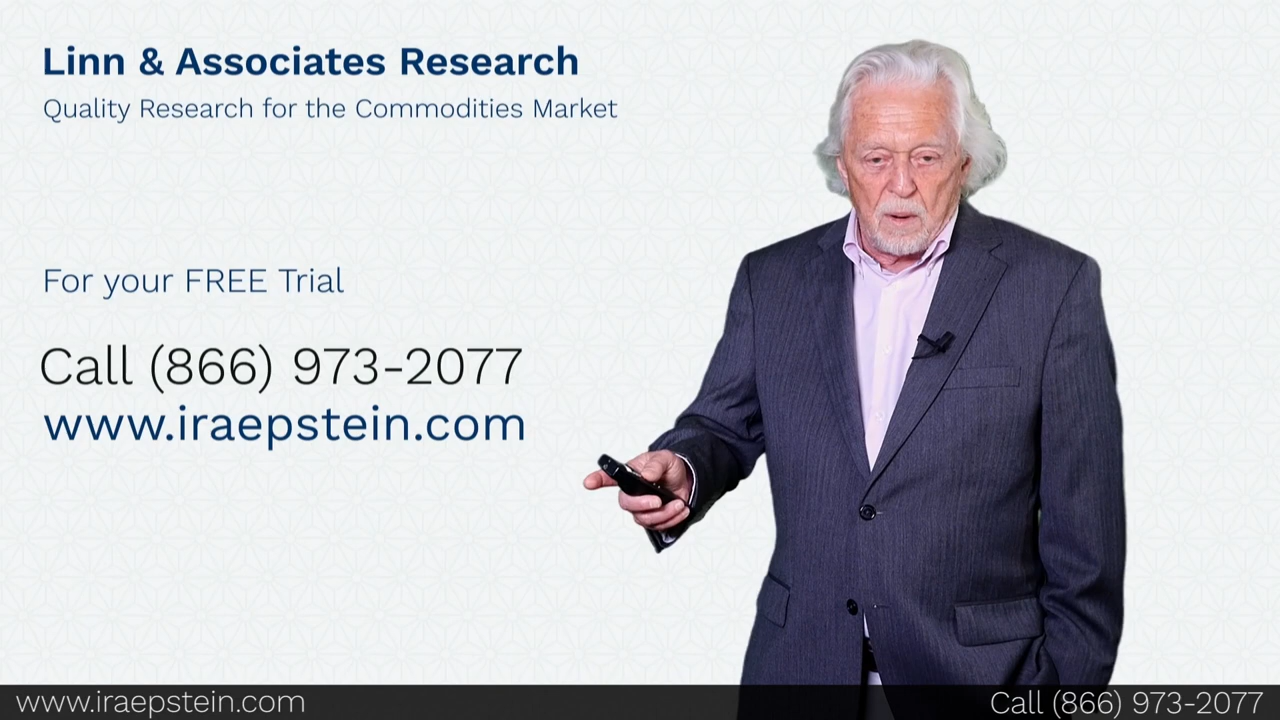 Linn & Associates Research
Quality Research for the Commodities Market
For your FREE Trial
Call (866) 973-2077
www.iraepstein.com
www.iraepstein.com
Call (866) 973-2077